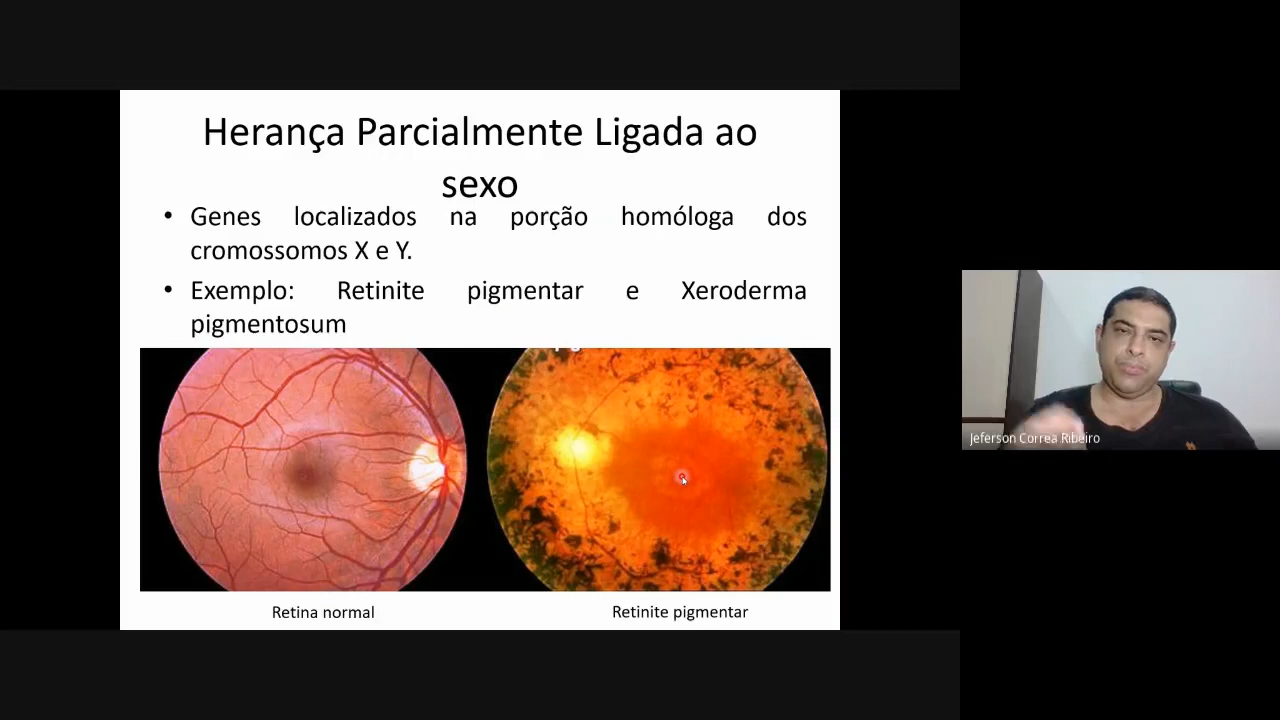 Herança Parcialmente Ligada ao
sexo
• Genes localizados na porção homóloga dos
cromossomos X e Y.
• Exemplo: Retinite pigmentar e Xeroderma
pigmentosum
Retina normal
Retinite pigmentar
Jeferson Correa Ribeiro